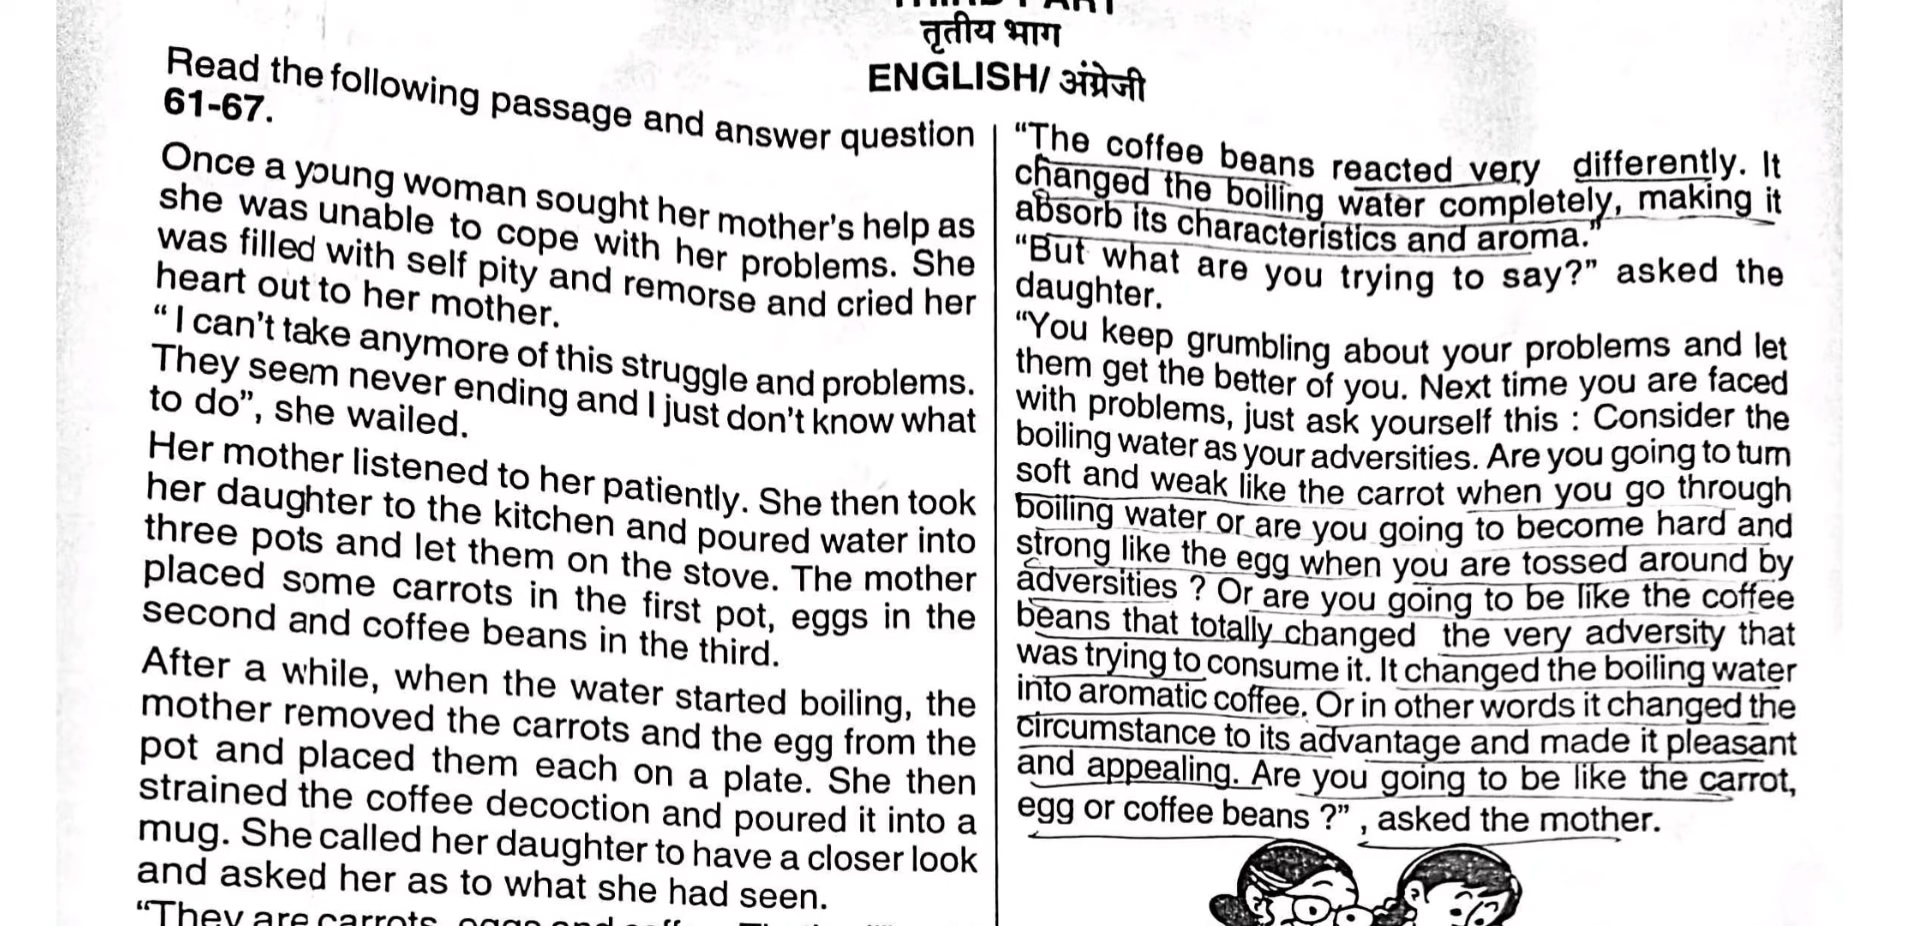 THIRD PART
तृतीय भाग
ENGLISH/ अंग्रेजी
Read the following passage and answer question
61-67.
Once a young woman sought her mother's help as
she was unable to cope with her problems. She
was filled with self pity and remorse and cried her
heart out to her mother.
“ I can't take anymore of this struggle and problems.
They seem never ending and I just don't know what
to do”, she wailed.
Her mother listened to her patiently. She then took
her daughter to the kitchen and poured water into
three pots and let them on the stove. The mother
placed some carrots in the first pot, eggs in the
second and coffee beans in the third.
After a while, when the water started boiling, the
mother removed the carrots and the egg from the
pot and placed them each on a plate. She then
strained the coffee decoction and poured it into a
mug. She called her daughter to have a closer look
and asked her as to what she had seen.
“They are carrots, eggs and
“The coffee beans reacted very differently. It
changed the boiling water completely, making it
absorb its characteristics and aroma.”
“But what are you trying to say?” asked the
daughter.
“You keep grumbling about your problems and let
them get the better of you. Next time you are faced
with problems, just ask yourself this : Consider the
boiling water as your adversities. Are you going to turn
soft and weak like the carrot when you go through
boiling water or are you going to become hard and
strong like the egg when you are tossed around by
adversities ? Or are you going to be like the coffee
beans that totally changed the very adversity that
was trying to consume it. It changed the boiling water
into aromatic coffee. Or in other words it changed the
circumstance to its advantage and made it pleasant
and appealing. Are you going to be like the carrot,
egg or coffee beans ?” , asked the mother.